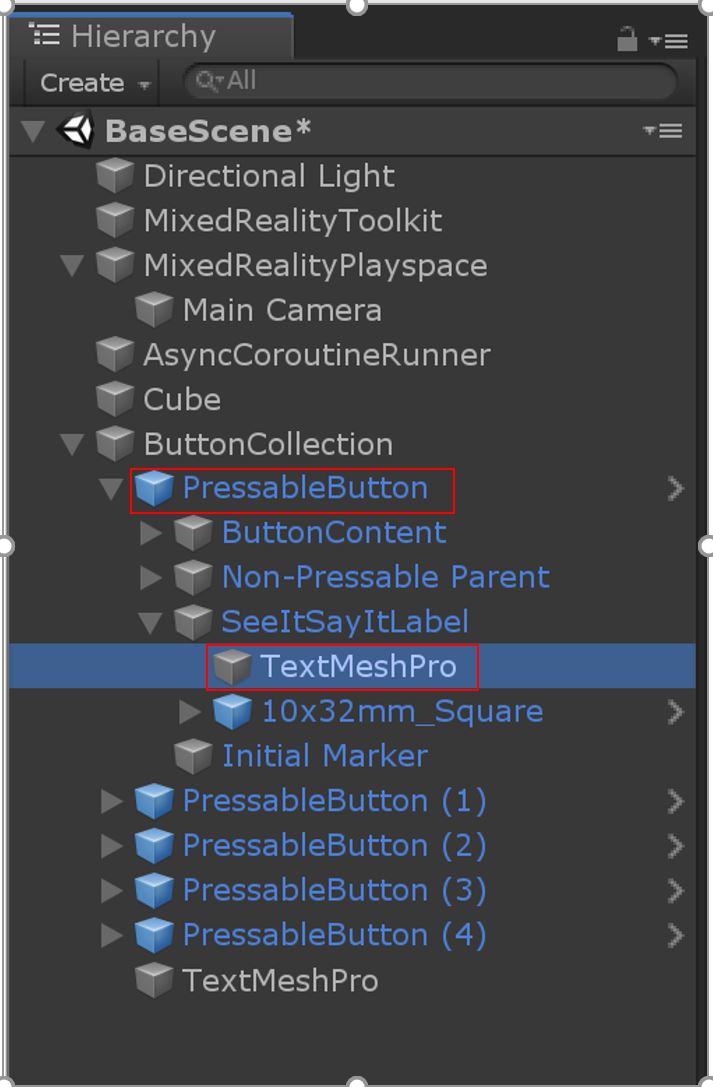 Hierarchy
Create All
BaseScene*
Directional Light
MixedRealityToolkit
MixedRealityPlayspace
Main Camera
AsyncCoroutineRunner
Cube
ButtonCollection
PressableButton
ButtonContent
Non-Pressable Parent
SeeItSayItLabel
TextMeshPro
10x32mm_Square
Initial Marker
PressableButton (1)
PressableButton (2)
PressableButton (3)
PressableButton (4)
TextMeshPro